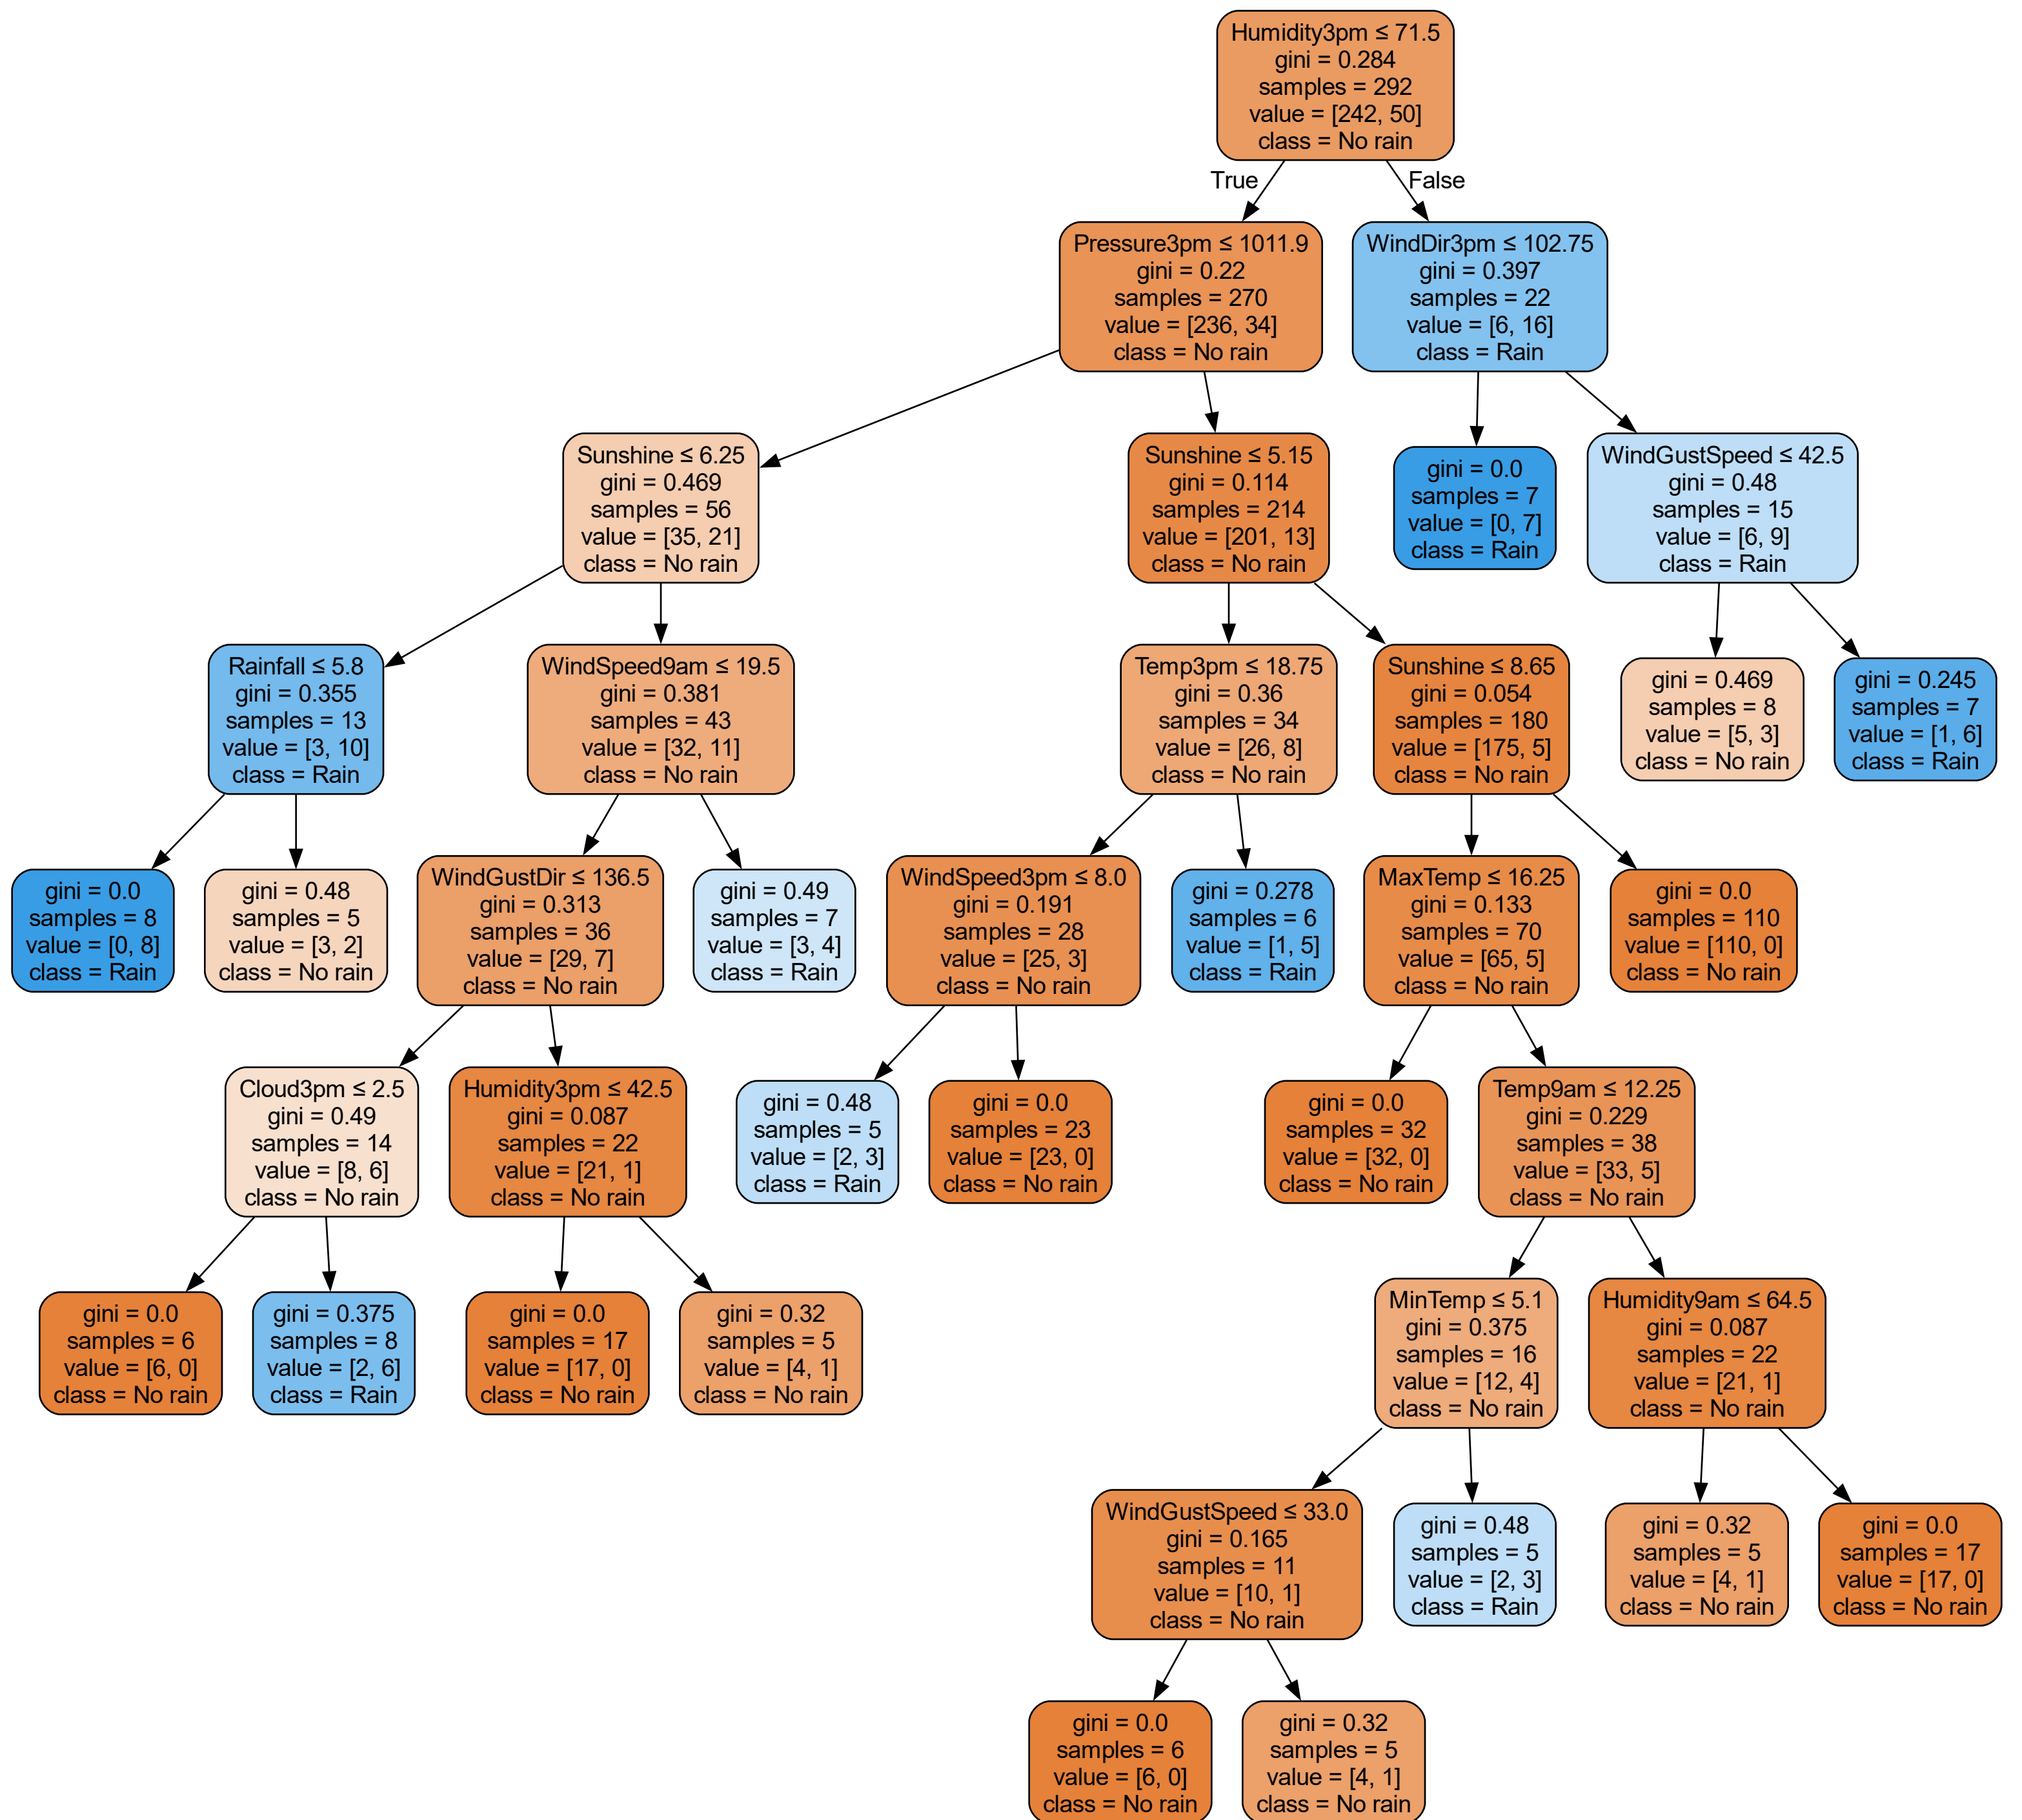 Humidity3pm ≤ 71.5
gini = 0.284
samples = 292
value = [242, 50]
class = No rain
True
False
Pressure3pm ≤ 1011.9
gini = 0.22
samples = 270
value = [236, 34]
class = No rain
WindDir3pm ≤ 102.75
gini = 0.397
samples = 22
value = [6, 16]
class = Rain
Sunshine ≤ 6.25
gini = 0.469
samples = 56
value = [35, 21]
class = No rain
Sunshine ≤ 5.15
gini = 0.114
samples = 214
value = [201, 13]
class = No rain
gini = 0.0
samples = 7
value = [0, 7]
class = Rain
WindGustSpeed ≤ 42.5
gini = 0.48
samples = 15
value = [6, 9]
class = Rain
Rainfall ≤ 5.8
gini = 0.355
samples = 13
value = [3, 10]
class = Rain
WindSpeed9am ≤ 19.5
gini = 0.381
samples = 43
value = [32, 11]
class = No rain
Temp3pm ≤ 18.75
gini = 0.36
samples = 34
value = [26, 8]
class = No rain
Sunshine ≤ 8.65
gini = 0.054
samples = 180
value = [175, 5]
class = No rain
gini = 0.469
samples = 8
value = [5, 3]
class = No rain
gini = 0.245
samples = 7
value = [1, 6]
class = Rain
gini = 0.0
samples = 8
value = [0, 8]
class = Rain
gini = 0.48
samples = 5
value = [3, 2]
class = No rain
WindGustDir ≤ 136.5
gini = 0.313
samples = 36
value = [29, 7]
class = No rain
gini = 0.49
samples = 7
value = [3, 4]
class = Rain
WindSpeed3pm ≤ 8.0
gini = 0.191
samples = 28
value = [25, 3]
class = No rain
gini = 0.278
samples = 6
value = [1, 5]
class = Rain
MaxTemp ≤ 16.25
gini = 0.133
samples = 70
value = [65, 5]
class = No rain
gini = 0.0
samples = 110
value = [110, 0]
class = No rain
Cloud3pm ≤ 2.5
gini = 0.49
samples = 14
value = [8, 6]
class = No rain
Humidity3pm ≤ 42.5
gini = 0.087
samples = 22
value = [21, 1]
class = No rain
gini = 0.48
samples = 5
value = [2, 3]
class = Rain
gini = 0.0
samples = 23
value = [23, 0]
class = No rain
gini = 0.0
samples = 32
value = [32, 0]
class = No rain
Temp9am ≤ 12.25
gini = 0.229
samples = 38
value = [33, 5]
class = No rain
gini = 0.0
samples = 6
value = [6, 0]
class = No rain
gini = 0.375
samples = 8
value = [2, 6]
class = Rain
gini = 0.0
samples = 17
value = [17, 0]
class = No rain
gini = 0.32
samples = 5
value = [4, 1]
class = No rain
MinTemp ≤ 5.1
gini = 0.375
samples = 16
value = [12, 4]
class = No rain
Humidity9am ≤ 64.5
gini = 0.087
samples = 22
value = [21, 1]
class = No rain
WindGustSpeed ≤ 33.0
gini = 0.165
samples = 11
value = [10, 1]
class = No rain
gini = 0.48
samples = 5
value = [2, 3]
class = Rain
gini = 0.32
samples = 5
value = [4, 1]
class = No rain
gini = 0.0
samples = 17
value = [17, 0]
class = No rain
gini = 0.0
samples = 6
value = [6, 0]
class = No rain
gini = 0.32
samples = 5
value = [4, 1]
class = No rain